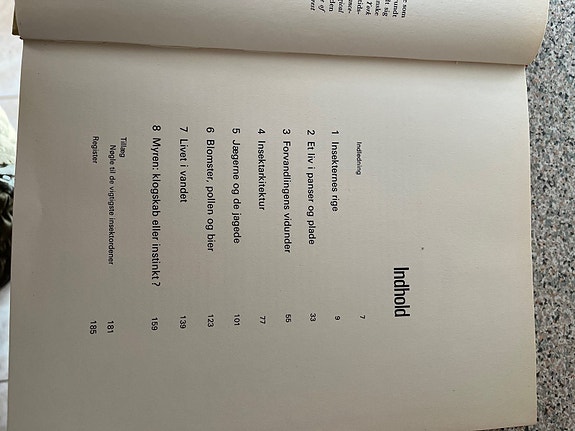 Indhold
Indledning 7
1 Insekternes rige 9
2 Et liv i panser og plade 33
3 Forvandlingens vidunder 55
4 Insektarkitektur 77
5 Jægerne og de jagede 101
6 Blomster, pollen og bier 123
7 Livet i vandet 139
8 Myren: klogskab eller instinkt? 159
Tillæg
Nøgle til de vigtigste insektordener 181
Register 185